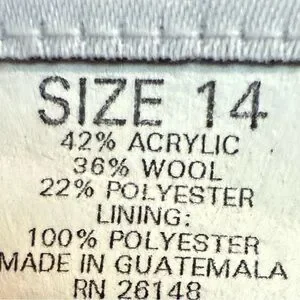 SIZE 14
42% ACRYLIC
36% WOOL
22% POLYESTER
LINING:
100% POLYESTER
MADE IN GUATEMALA
RN 26148